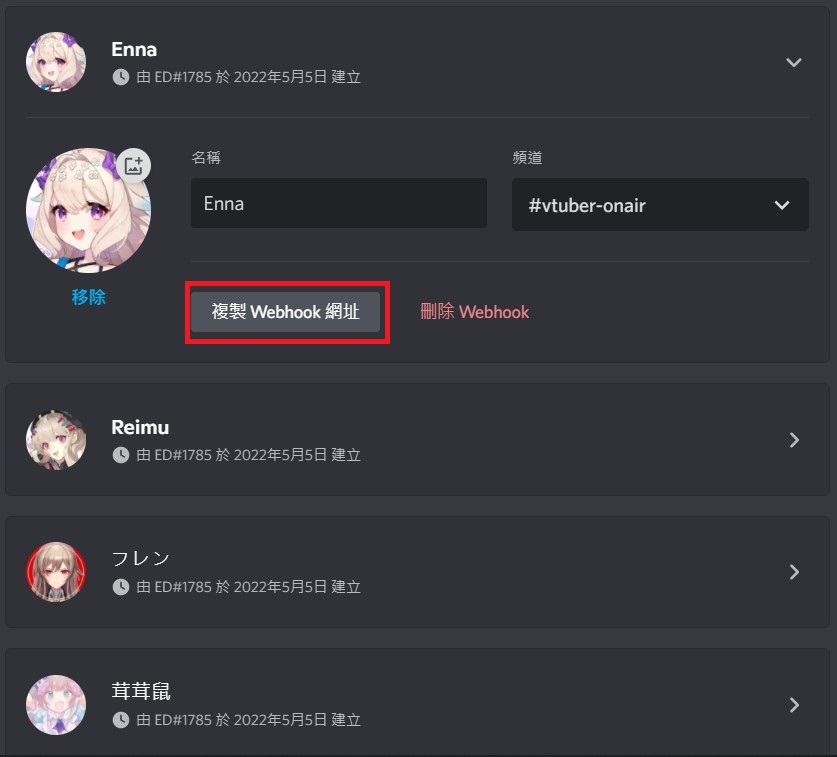 Enna
由 ED#1785 於 2022年5月5日 建立
名稱
頻道
Enna
#vtuber-onair
移除
複製 Webhook 網址
刪除 Webhook
Reimu
由 ED#1785 於 2022年5月5日 建立
フレン
由 ED#1785 於 2022年5月5日 建立
茸茸鼠
由 ED#1785 於 2022年5月5日 建立